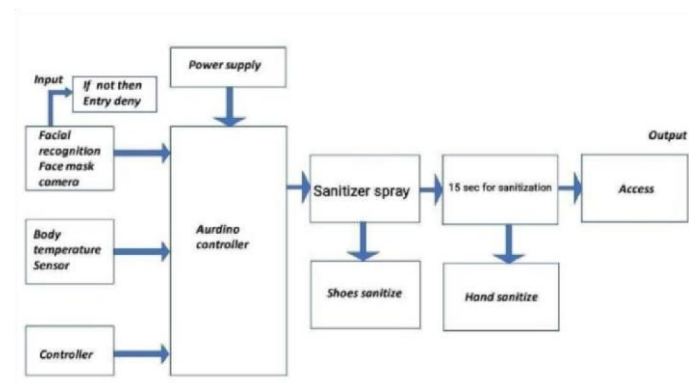 Input
If not then
Entry deny
Power supply
Facial
recognition
Face mask
camera
Body
temperature
Sensor
Controller
Aurdino
controller
Sanitizer spray
15 sec for sanitization
Output
Access
Shoes sanitize
Hand sanitize